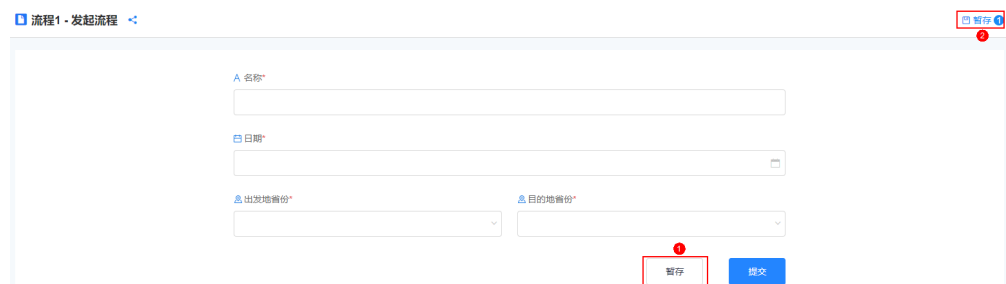 流程1 - 发起流程
暂存 1
2
名称*
日期*
出发地省份* 目的地省份*
1
暂存 提交